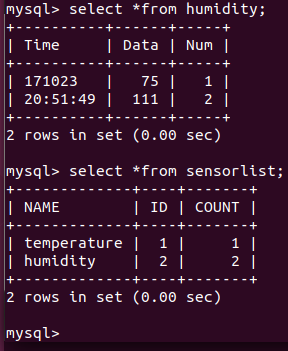 mysql> select *from humidity;
+----------+------+-----+
| Time     | Data | Num |
+----------+------+-----+
| 171023   |   75 |   1 |
| 20:51:49 |  111 |   2 |
+----------+------+-----+
2 rows in set (0.00 sec)
mysql> select *from sensorlist;
+-------------+----+-------+
| NAME        | ID | COUNT |
+-------------+----+-------+
| temperature |  1 |     1 |
| humidity    |  2 |     2 |
+-------------+----+-------+
2 rows in set (0.00 sec)
mysql>